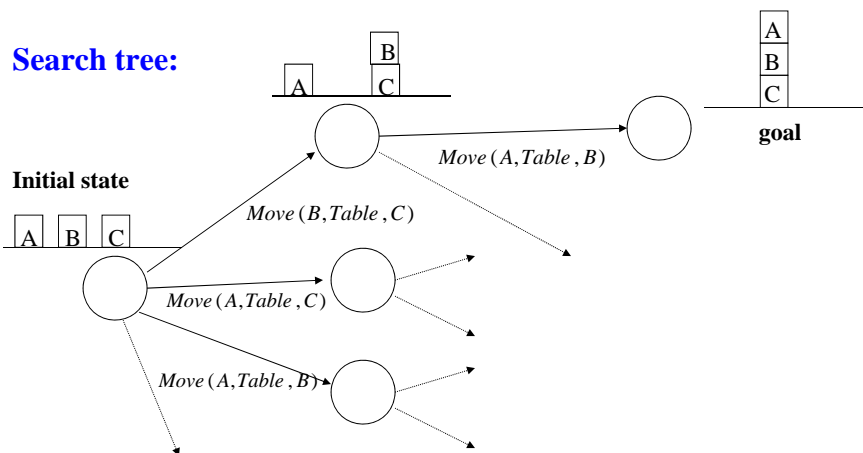 Search tree:
A
B
C
A
B
C
goal
Move(A,Table,B)
Initial state
Move(B,Table,C)
A B C
Move(A,Table,C)
Move(A,Table,B)